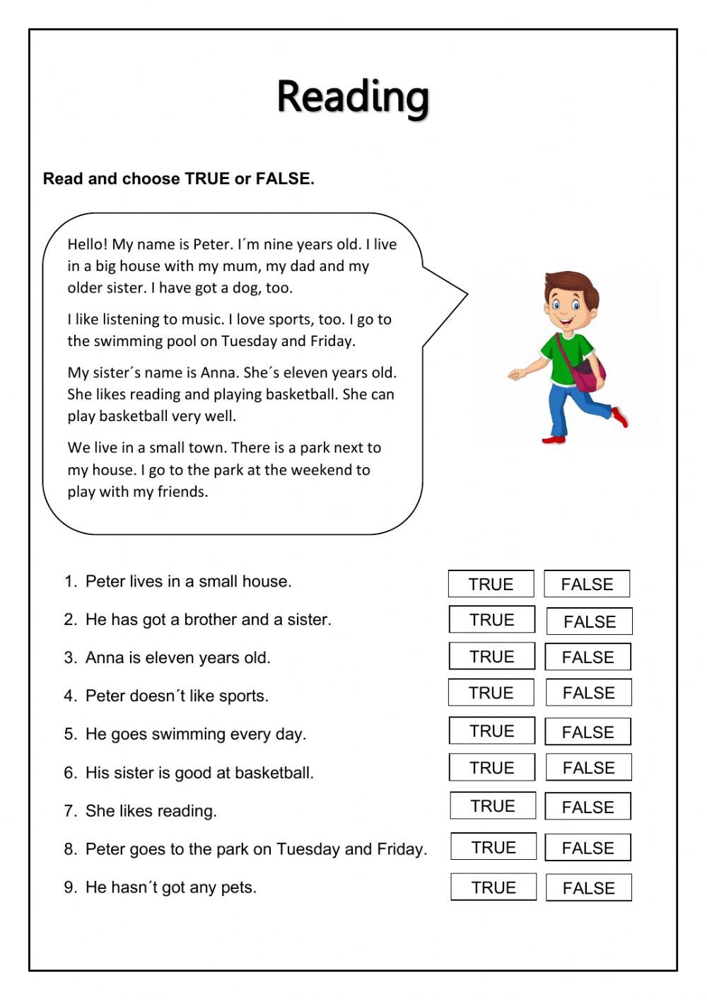 Reading
Read and choose TRUE or FALSE.
Hello! My name is Peter. I´m nine years old. I live
in a big house with my mum, my dad and my
older sister. I have got a dog, too.
I like listening to music. I love sports, too. I go to
the swimming pool on Tuesday and Friday.
My sister´s name is Anna. She´s eleven years old.
She likes reading and playing basketball. She can
play basketball very well.
We live in a small town. There is a park next to
my house. I go to the park at the weekend to
play with my friends.
1. Peter lives in a small house. TRUE FALSE
2. He has got a brother and a sister. TRUE FALSE
3. Anna is eleven years old. TRUE FALSE
4. Peter doesn´t like sports. TRUE FALSE
5. He goes swimming every day. TRUE FALSE
6. His sister is good at basketball. TRUE FALSE
7. She likes reading. TRUE FALSE
8. Peter goes to the park on Tuesday and Friday. TRUE FALSE
9. He hasn´t got any pets. TRUE FALSE